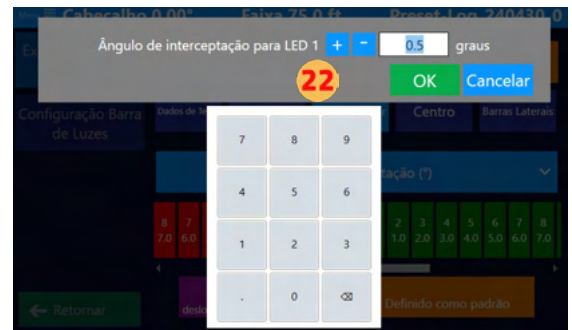 Cabeçalho 0.00° Faixa 75.0 ft Preset-Log 240430_0
Ângulo de interceptação para LED 1 + - 0.5 graus
22
OK Cancelar
Configuração Barra de Luzes
Centro Barras Laterais
tação (°)
8 7 2 3 4 5 6 7 8
7.0 6.0 1.0 2.0 3.0 4.0 5.0 6.0 7.0
7 8 9
4 5 6
1 2 3
. 0
← Retornar
Definido como padrão